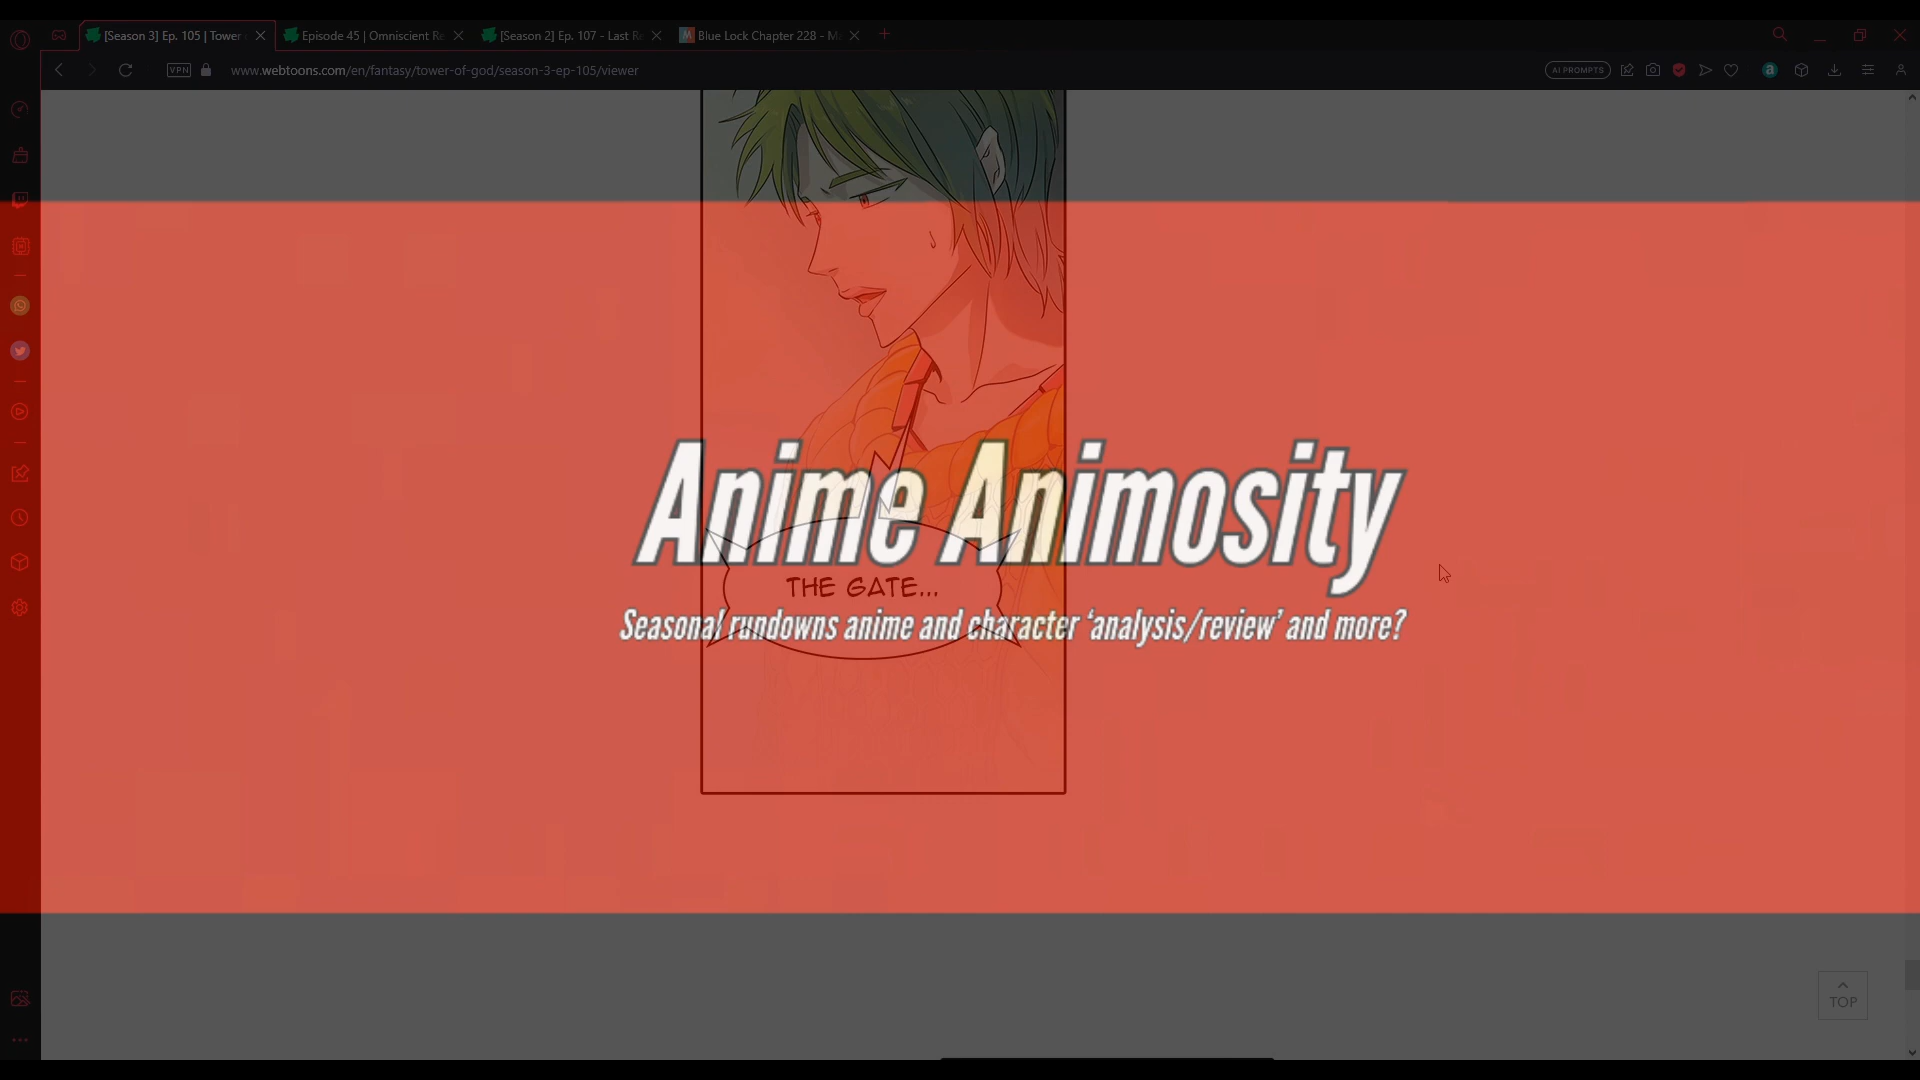 [Season 3] Ep. 105 | Tower
Episode 45 | Omniscient Re
[Season 2] Ep. 107 - Last R
Blue Lock Chapter 228 - M
VPN
www.webtoons.com/en/fantasy/tower-of-god/season-3-ep-105/viewer
AI PROMPTS
a
Anime Animosity
THE GATE...
Seasonal rundowns anime and character ‘analysis/review’ and more?
TOP